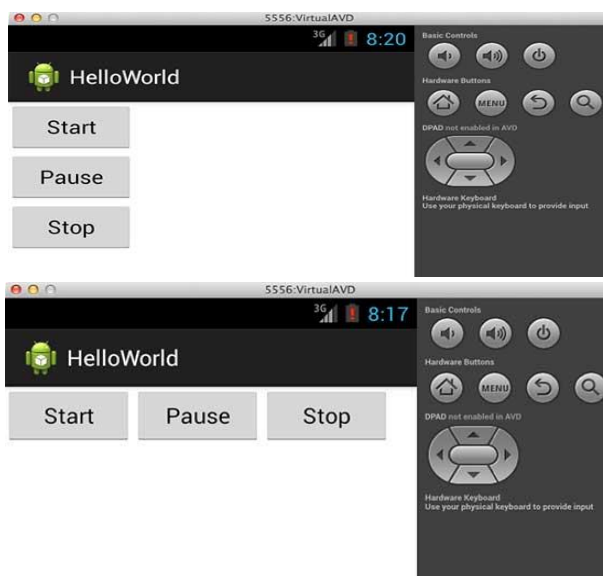 5556:VirtualAVD
3G 8:20
HelloWorld
Start
Pause
Stop
Basic Controls
Hardware Buttons
MENU
DPAD not enabled in AVD
Hardware Keyboard
Use your physical keyboard to provide input
5556:VirtualAVD
3G 8:17
HelloWorld
Start Pause Stop
Basic Controls
Hardware Buttons
MENU
DPAD not enabled in AVD
Hardware Keyboard
Use your physical keyboard to provide input